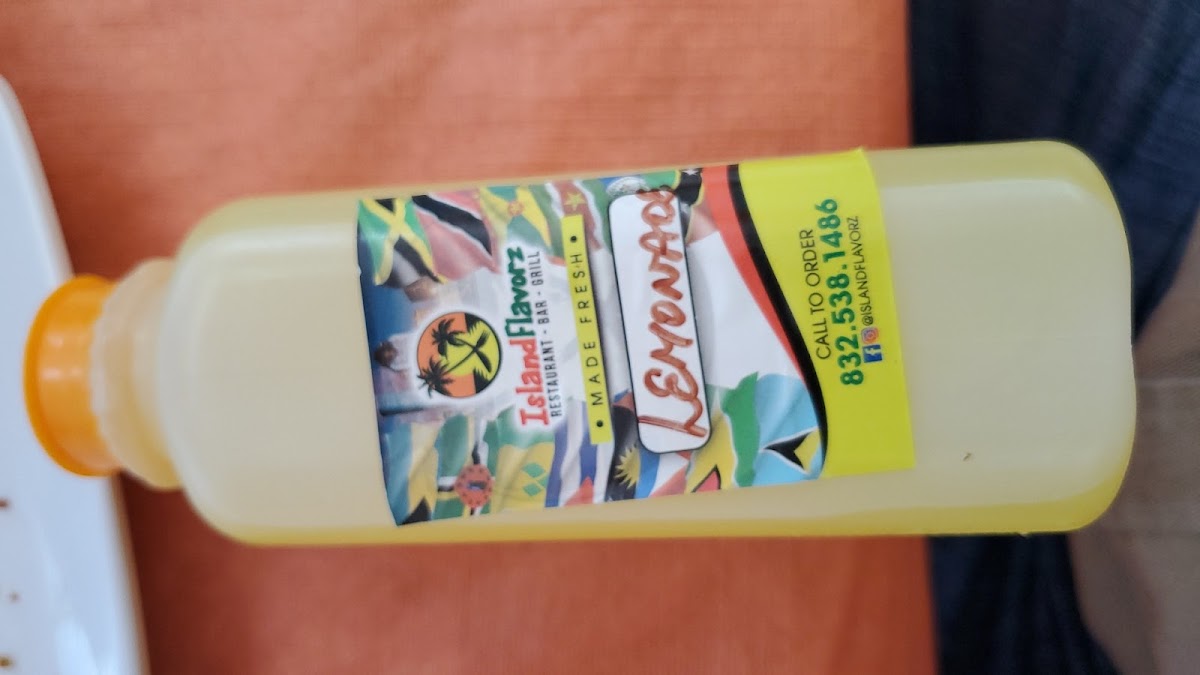 IslandFlavorz
RESTAURANT - BAR - GRILL
• MADE FRESH •
LEMONADE
CALL TO ORDER
832.538.1486
@ISLANDFLAVORZ